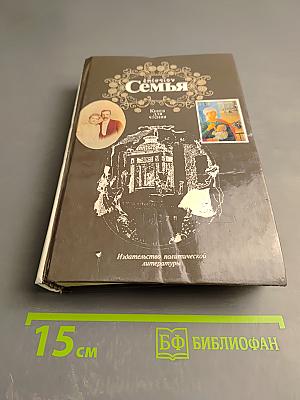 Семья
Книга
для
чтения
Издательство политической
литературы
15 см
БФ БИБЛИОФАН